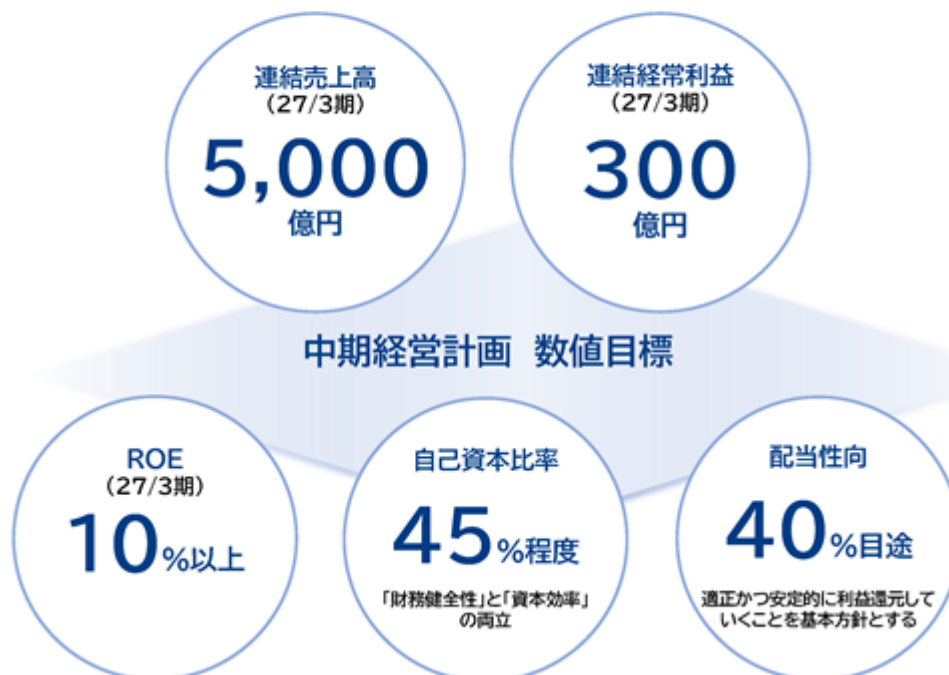 連結売上高
（27/3期）
5,000
億円
連結経常利益
（27/3期）
300
億円
中期経営計画 数値目標
ROE
（27/3期）
10%以上
自己資本比率
45%程度
「財務健全性」と「資本効率」
の両立
配当性向
40%目途
適正かつ安定的に利益還元して
いくことを基本方針とする